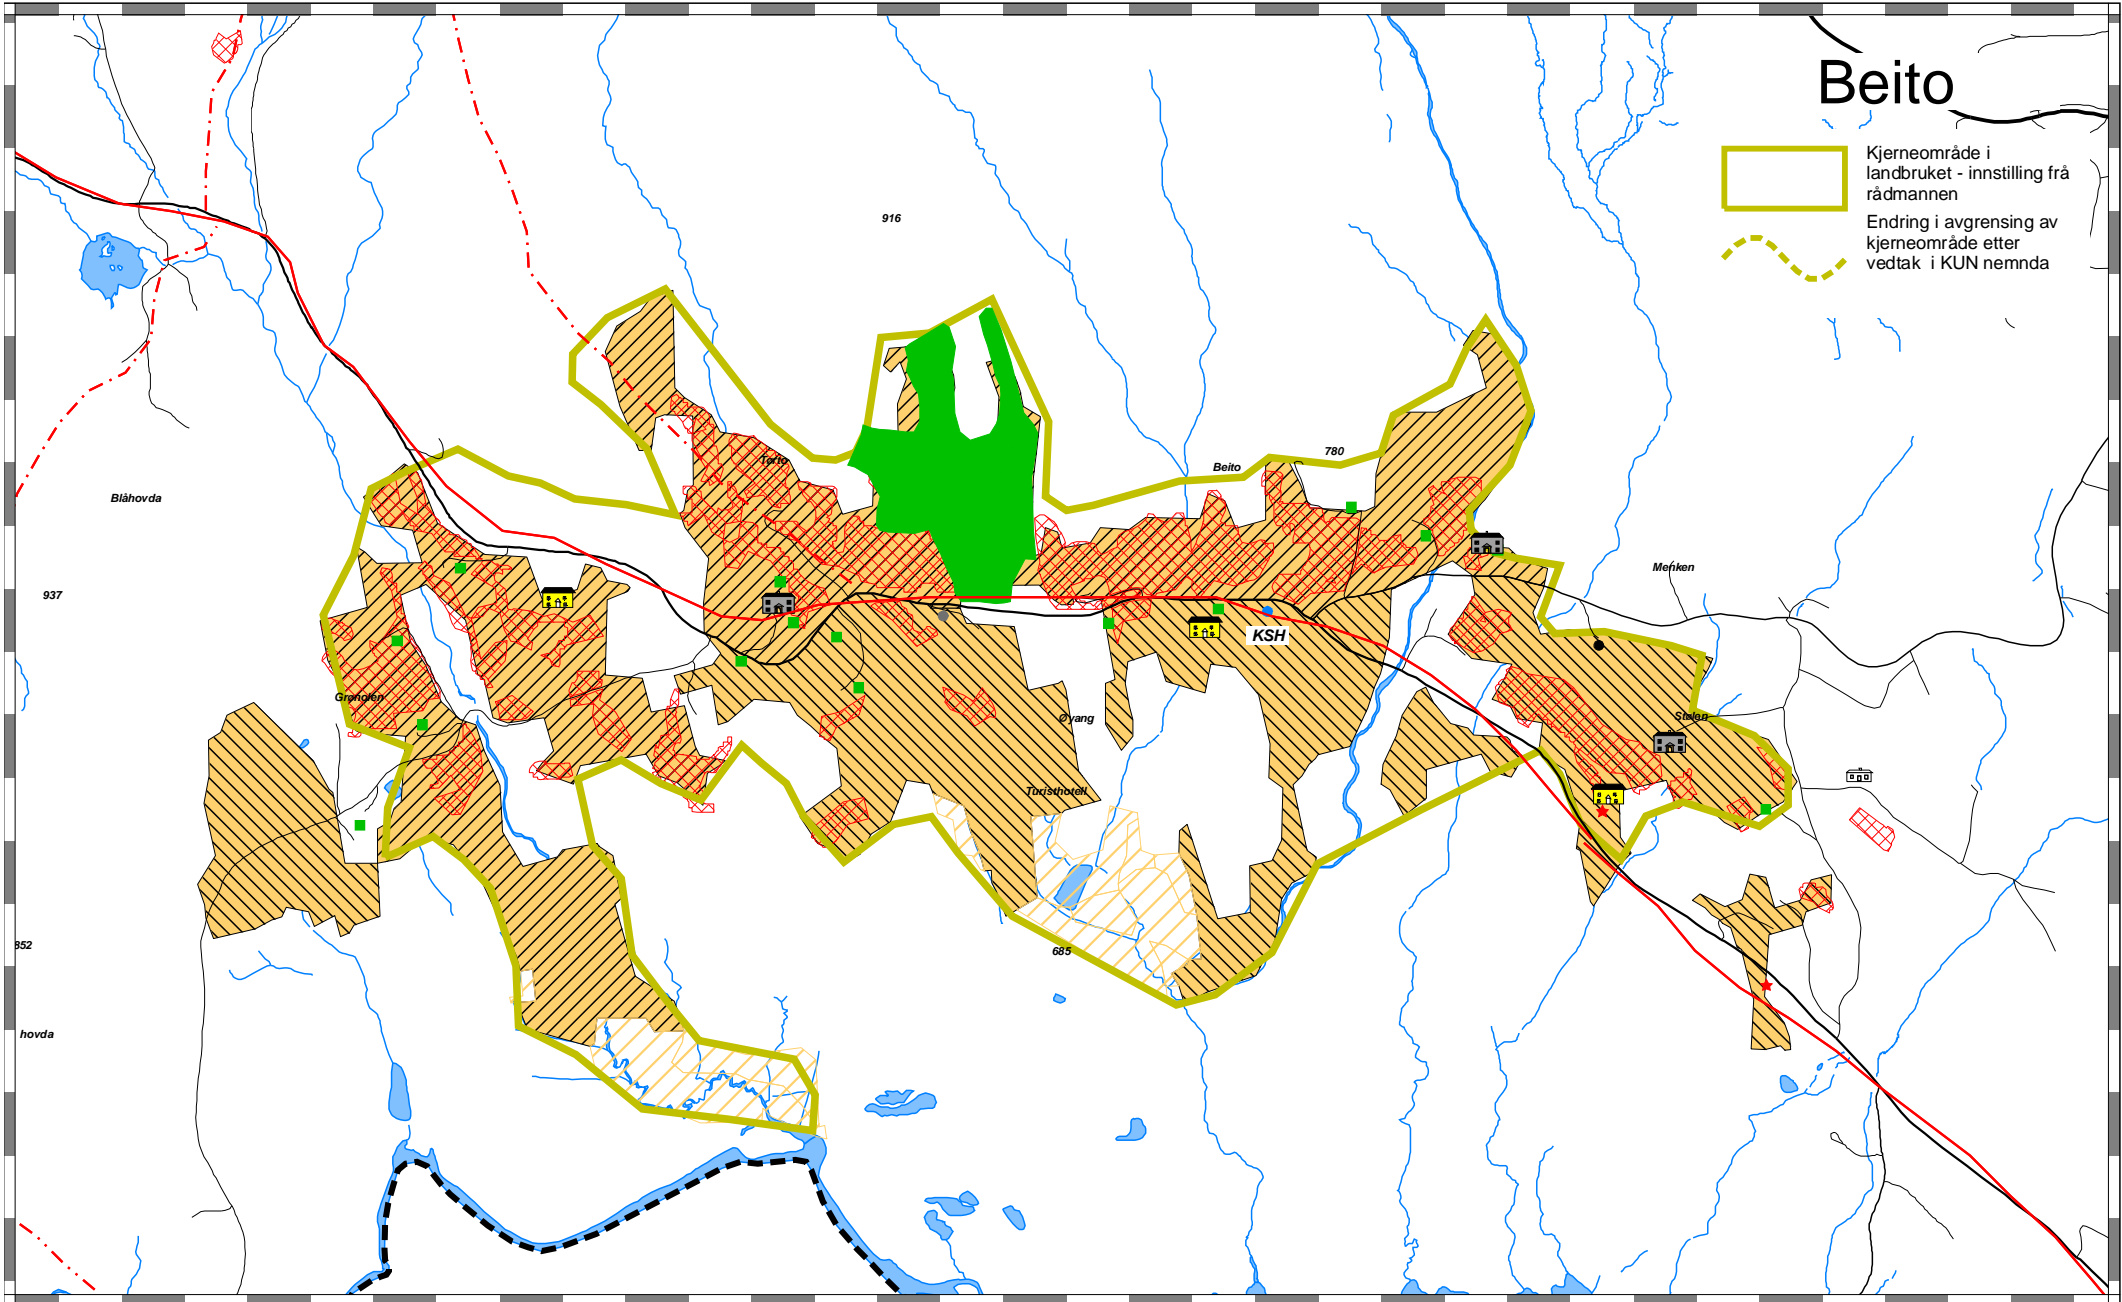 Beito
Kjerneområde i
landbruket - innstilling frå
rådmannen
Endring i avgrensing av
kjerneområde etter
vedtak i KUN nemnda
916
780
Beito
Tørto
Blåhovda
937
Menken
KSH
Grønolen
Øyang
Stølen
Turisthotell
852
685
hovda